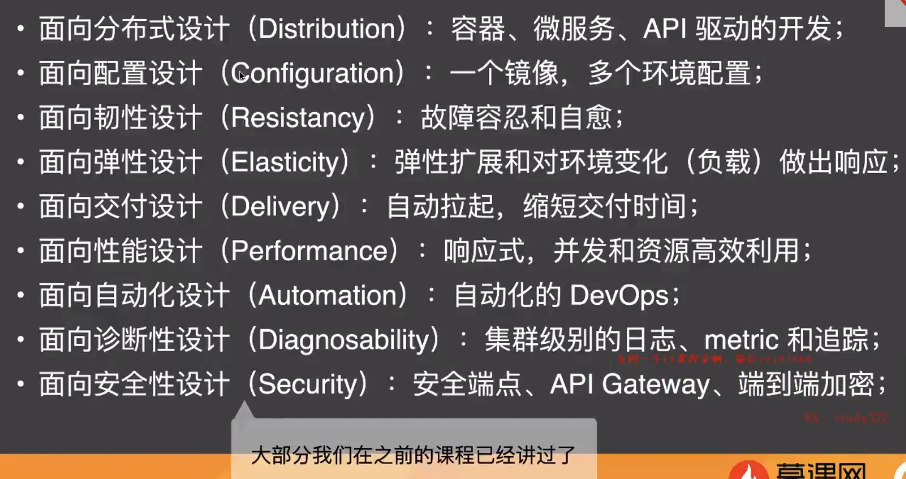 • 面向分布式设计（Distribution）：容器、微服务、API 驱动的开发；
• 面向配置设计（Configuration）：一个镜像，多个环境配置；
• 面向韧性设计（Resistancy）：故障容忍和自愈；
• 面向弹性设计（Elasticity）：弹性扩展和对环境变化（负载）做出响应；
• 面向交付设计（Delivery）：自动拉起，缩短交付时间；
• 面向性能设计（Performance）：响应式，并发和资源高效利用；
• 面向自动化设计（Automation）：自动化的 DevOps；
• 面向诊断性设计（Diagnosability）：集群级别的日志、metric 和追踪；
• 面向安全性设计（Security）：安全端点、API Gateway、端到端加密；
大部分我们在之前的课程已经讲过了
慕课网